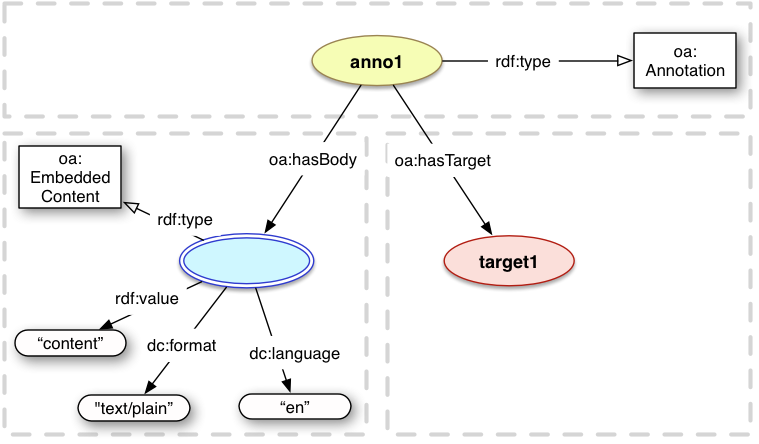 anno1
rdf:type
oa:
Annotation
oa:hasBody
oa:hasTarget
oa:
Embedded
Content
rdf:type
target1
rdf:value
“content”
dc:format
dc:language
"text/plain”
“en”